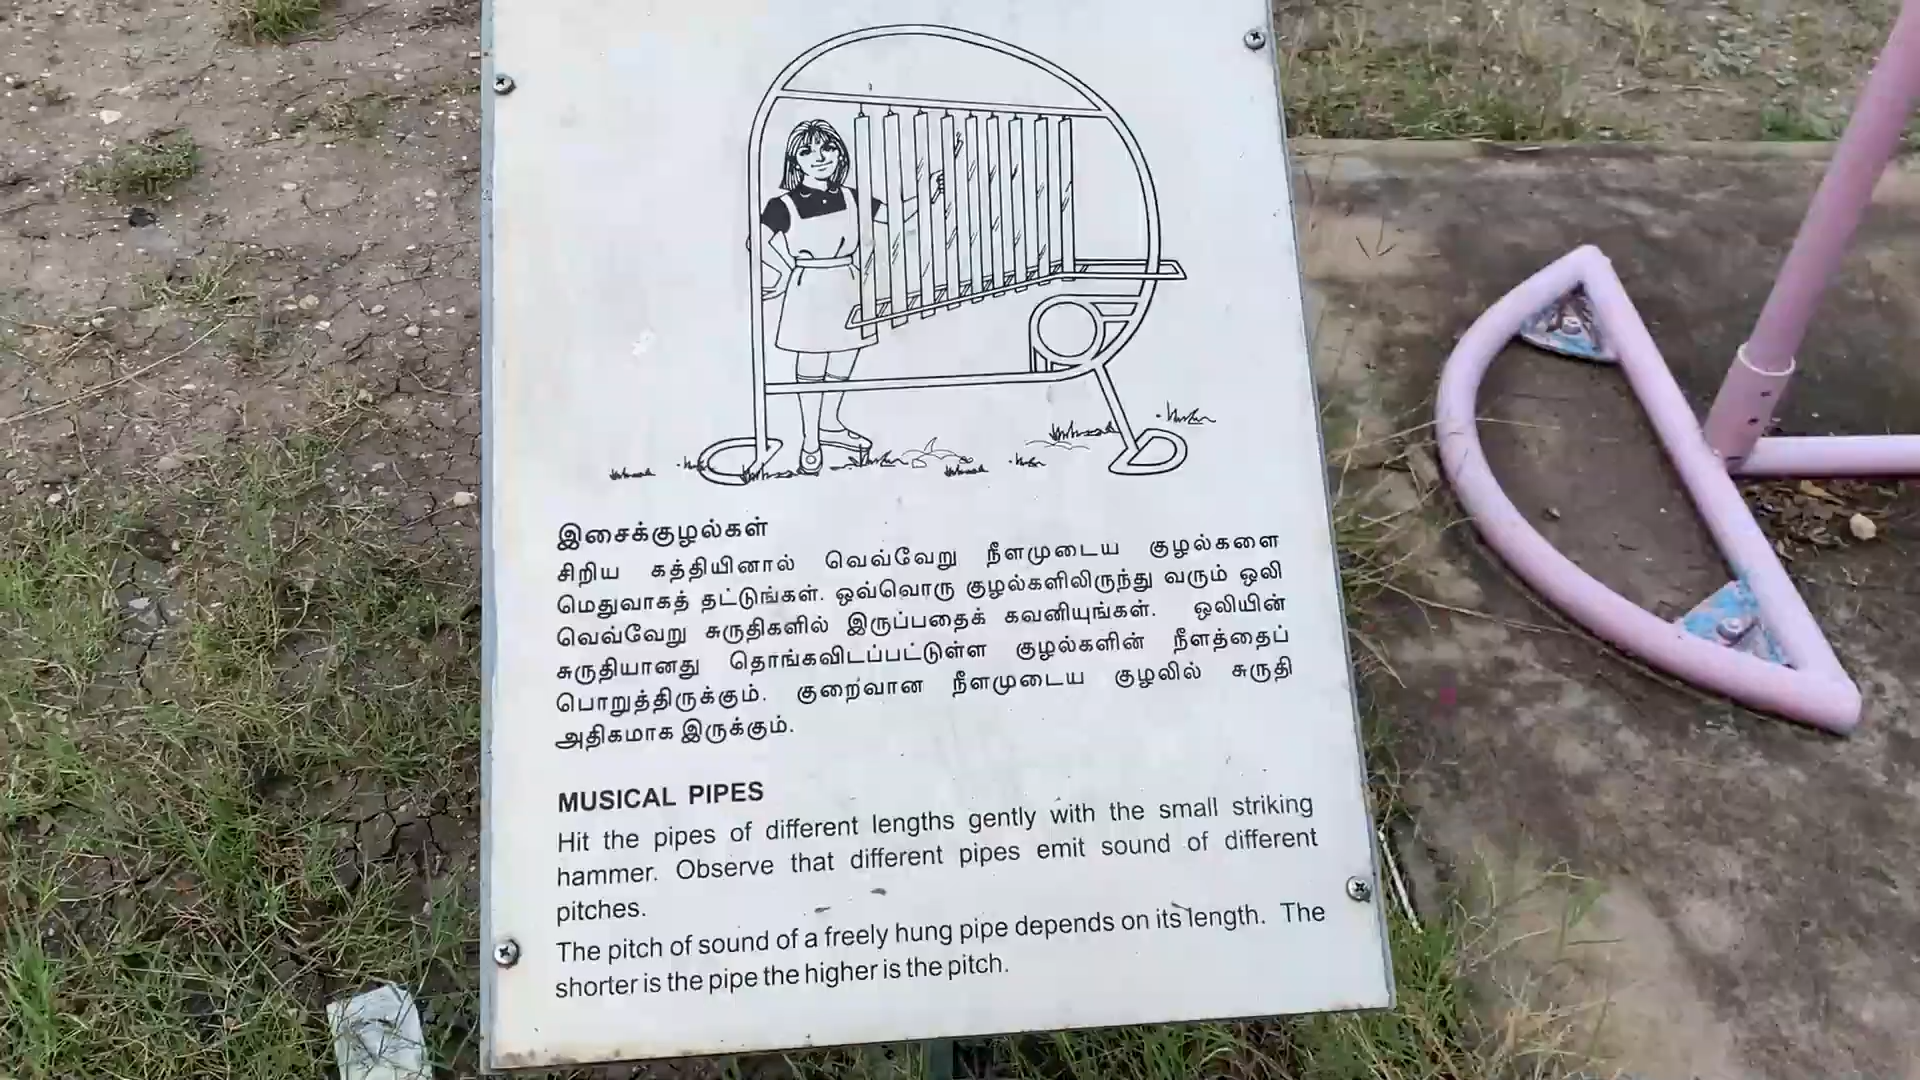 இசைக்குழல்கள்
சிறிய கத்தியினால் வெவ்வேறு நீளமுடைய குழல்களை
மெதுவாகத் தட்டுங்கள். ஒவ்வொரு குழல்களிலிருந்து வரும் ஒலி
வெவ்வேறு சுருதிகளில் இருப்பதைக் கவனியுங்கள். ஒலியின்
சுருதியானது தொங்கவிடப்பட்டுள்ள குழல்களின் நீளத்தைப்
பொறுத்திருக்கும். குறைவான நீளமுடைய குழலில் சுருதி
அதிகமாக இருக்கும்.
MUSICAL PIPES
Hit the pipes of different lengths gently with the small striking
hammer. Observe that different pipes emit sound of different
pitches.
The pitch of sound of a freely hung pipe depends on its length. The
shorter is the pipe the higher is the pitch.